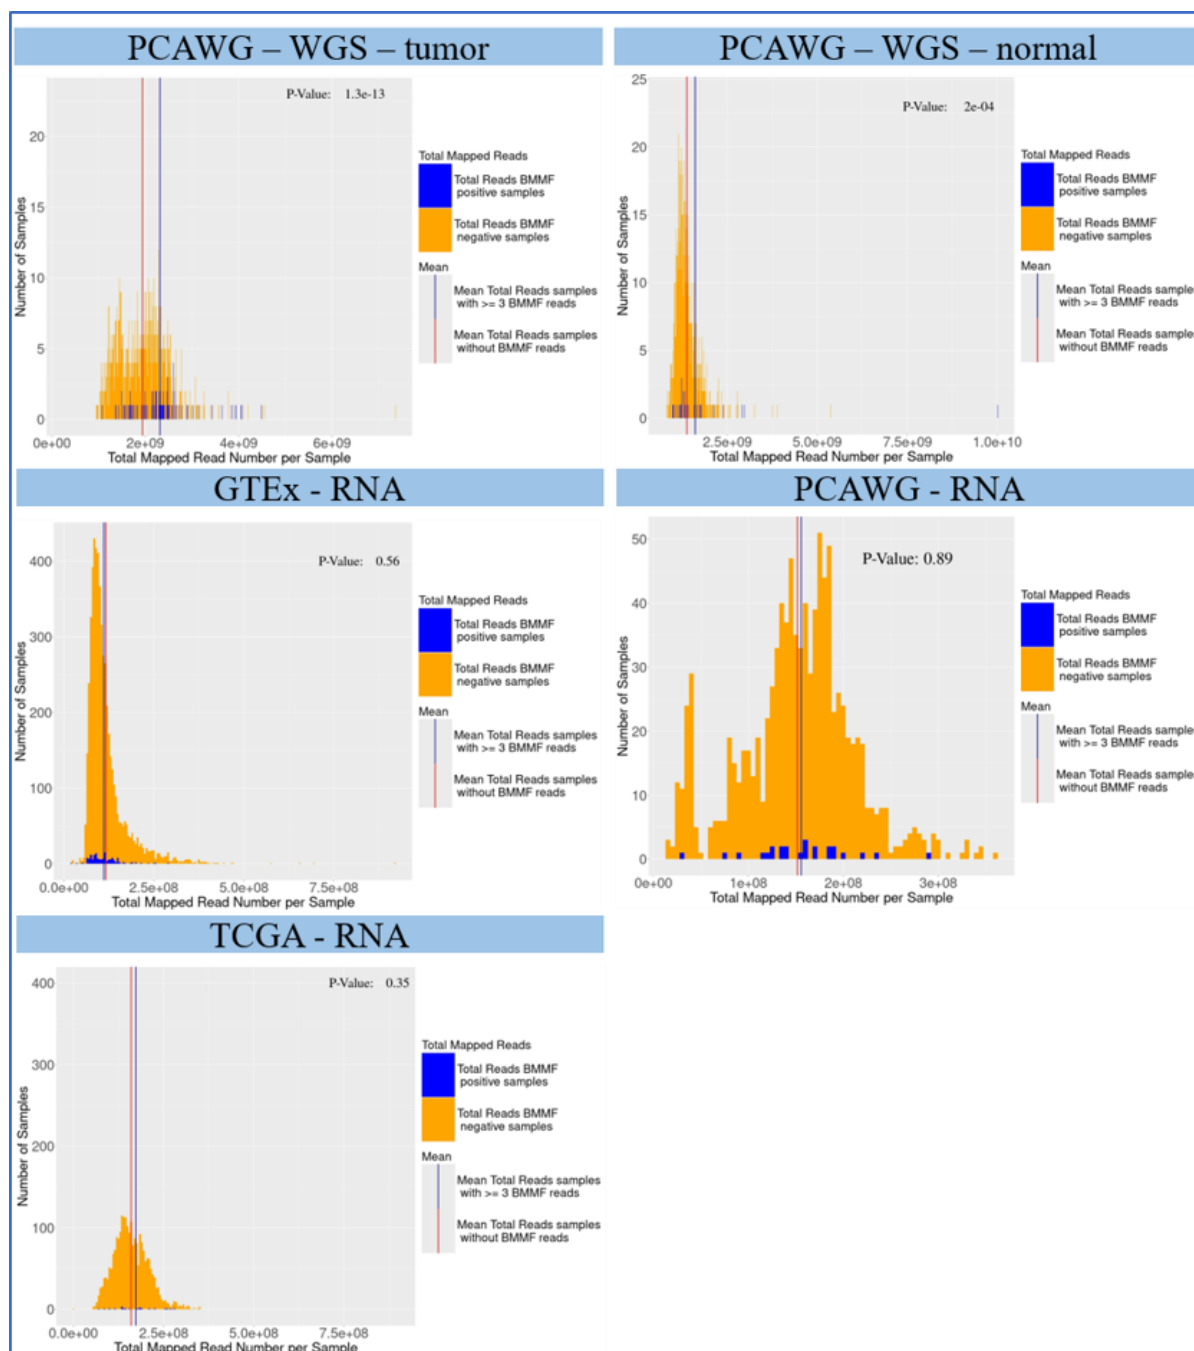 PCAWG – WGS – tumor
P-Value: 1.3e-13
20
15
10
5
0
Number of Samples
0e+00 2e+09 4e+09 6e+09
Total Mapped Read Number per Sample
Total Mapped Reads
Total Reads BMMF
positive samples
Total Reads BMMF
negative samples
Mean
Mean Total Reads samples
with >= 3 BMMF reads
Mean Total Reads samples
without BMMF reads
PCAWG – WGS – normal
P-Value: 2e-04
25
20
15
10
5
0
Number of Samples
2.5e+09 5.0e+09 7.5e+09 1.0e+10
Total Mapped Read Number per Sample
Total Mapped Reads
Total Reads BMMF
positive samples
Total Reads BMMF
negative samples
Mean
Mean Total Reads samples
with >= 3 BMMF reads
Mean Total Reads samples
without BMMF reads
GTEx - RNA
P-Value: 0.56
400
300
200
100
0
Number of Samples
0.0e+00 2.5e+08 5.0e+08 7.5e+08
Total Mapped Read Number per Sample
Total Mapped Reads
Total Reads BMMF
positive samples
Total Reads BMMF
negative samples
Mean
Mean Total Reads samples
with >= 3 BMMF reads
Mean Total Reads samples
without BMMF reads
PCAWG - RNA
P-Value: 0.89
50
40
30
20
10
0
Number of Samples
0e+00 1e+08 2e+08 3e+08
Total Mapped Read Number per Sample
Total Mapped Reads
Total Reads BMMF
positive samples
Total Reads BMMF
negative samples
Mean
Mean Total Reads samples
with >= 3 BMMF reads
Mean Total Reads samples
without BMMF reads
TCGA - RNA
P-Value: 0.35
400
300
200
100
0
Number of Samples
0.0e+00 2.5e+08 5.0e+08 7.5e+08
Total Mapped Read Number per Sample
Total Mapped Reads
Total Reads BMMF
positive samples
Total Reads BMMF
negative samples
Mean
Mean Total Reads samples
with >= 3 BMMF reads
Mean Total Reads samples
without BMMF reads